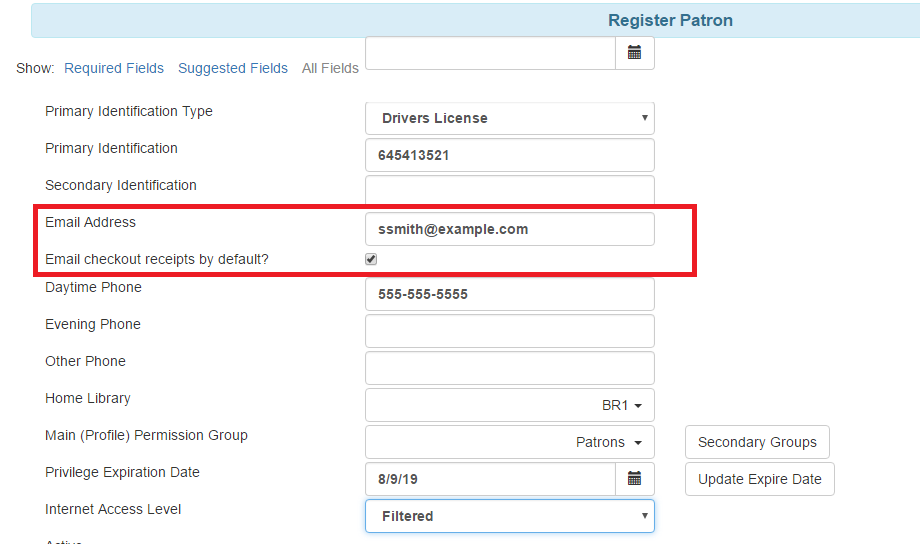 Register Patron
Show: Required Fields Suggested Fields All Fields
Primary Identification Type Drivers License
Primary Identification 645413521
Secondary Identification
Email Address ssmith@example.com
Email checkout receipts by default?
Daytime Phone 555-555-5555
Evening Phone
Other Phone
Home Library BR1
Main (Profile) Permission Group Patrons Secondary Groups
Privilege Expiration Date 8/9/19 Update Expire Date
Internet Access Level Filtered